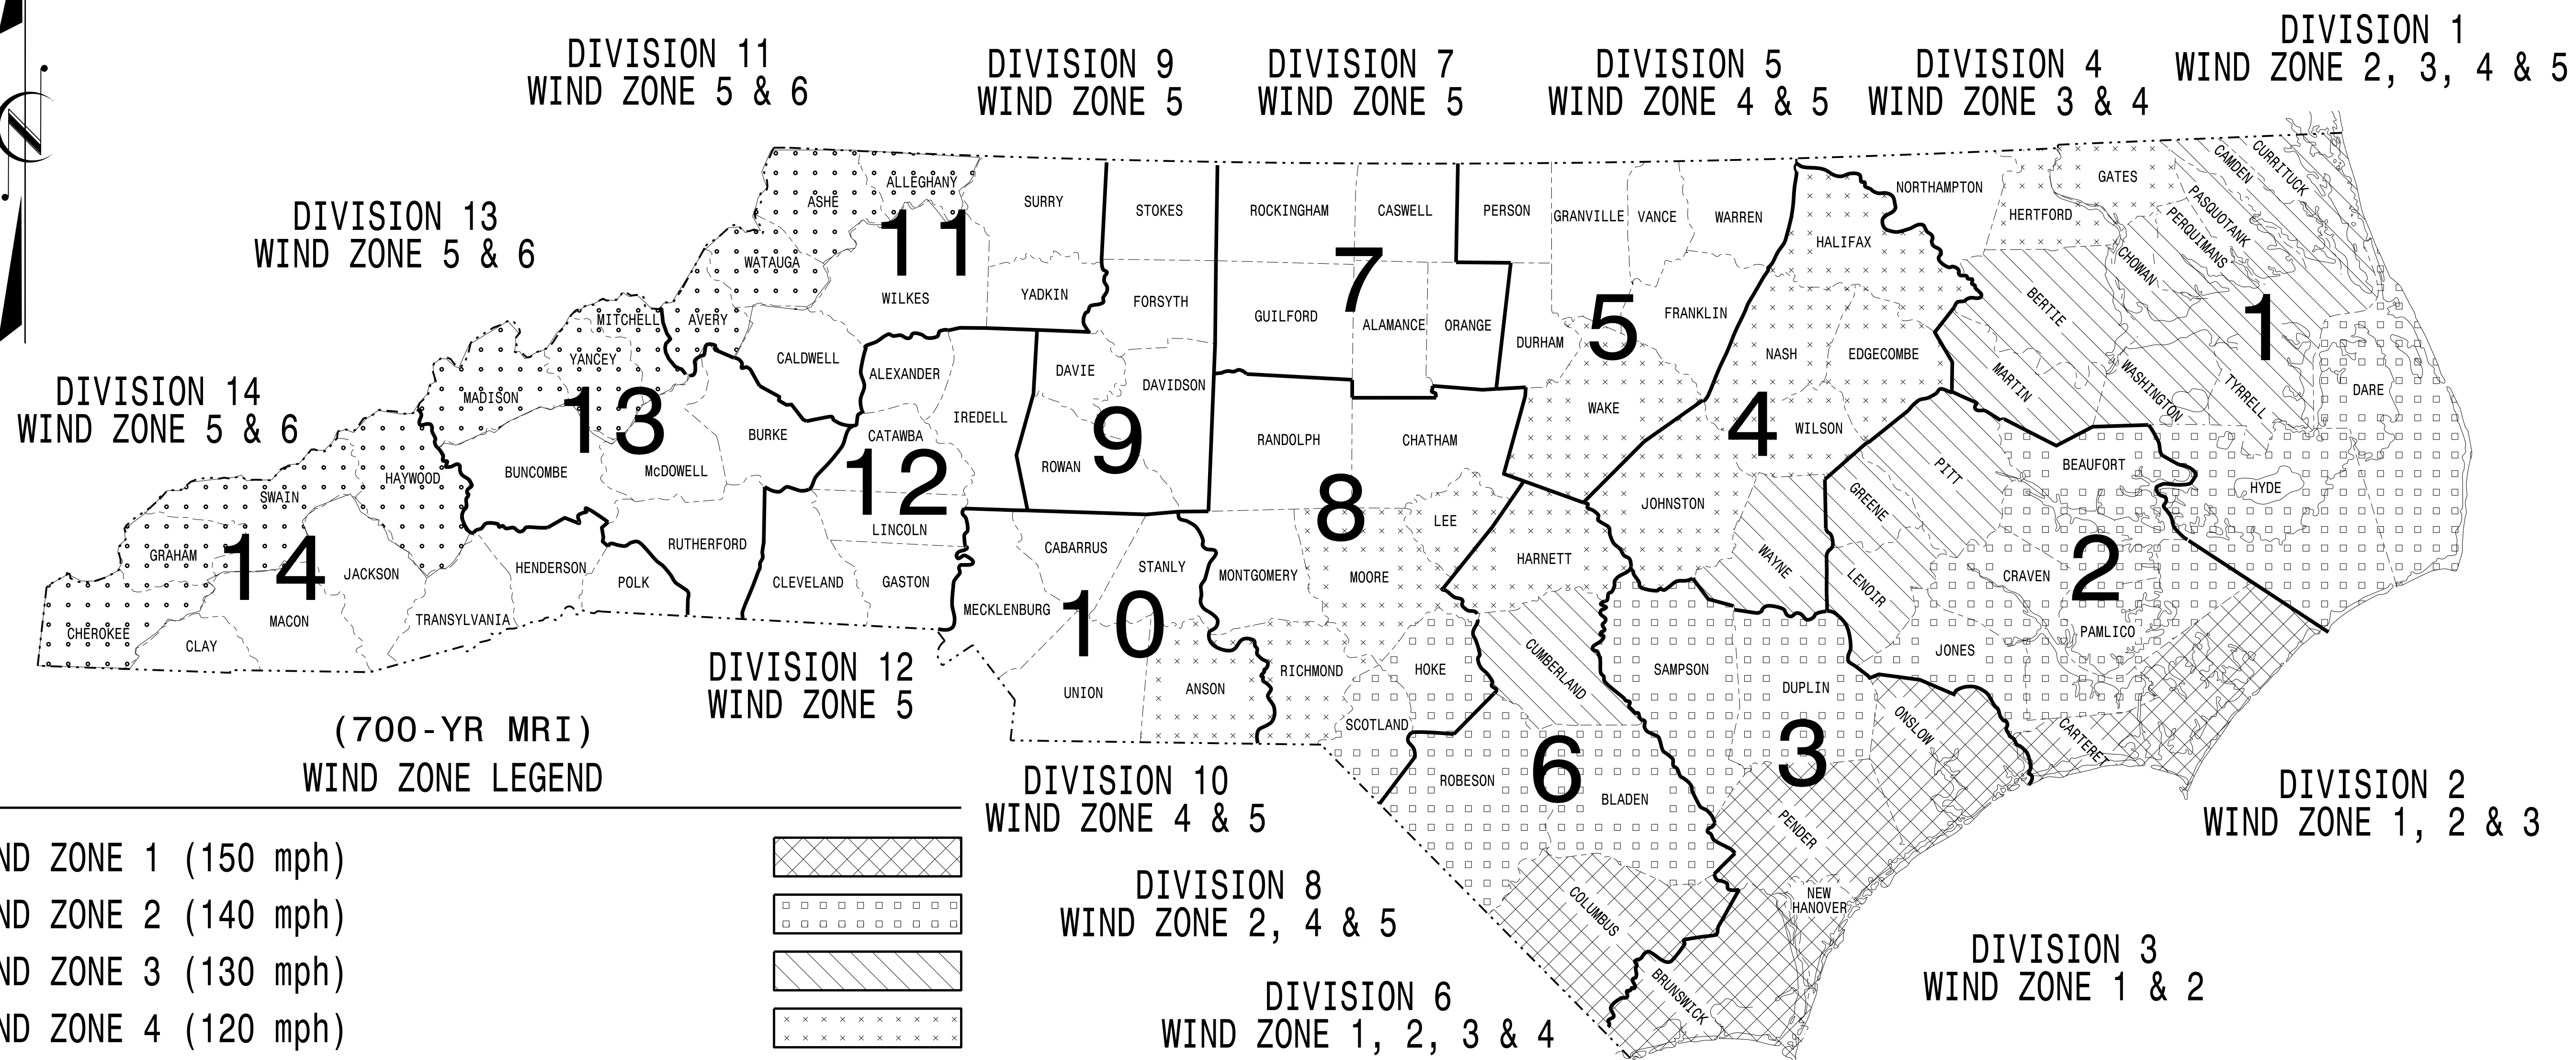 DIVISION 1
WIND ZONE 2, 3, 4 & 5
DIVISION 11
WIND ZONE 5 & 6
DIVISION 9
WIND ZONE 5
DIVISION 7
WIND ZONE 5
DIVISION 5
WIND ZONE 4 & 5
DIVISION 4
WIND ZONE 3 & 4
DIVISION 13
WIND ZONE 5 & 6
DIVISION 14
WIND ZONE 5 & 6
N
ASHE
ALLEGHANY
SURRY
WATAUGA
11
WILKES
YADKIN
AVERY
CALDWELL
STOKES
FORSYTH
DAVIE
DAVIDSON
ROWAN
9
ROCKINGHAM
CASWELL
7
GUILFORD
ALAMANCE
ORANGE
PERSON
GRANVILLE
VANCE
WARREN
5
FRANKLIN
DURHAM
WAKE
HALIFAX
NASH
EDGECOMBE
4
WILSON
JOHNSTON
WAYNE
NORTHAMPTON
HERTFORD
GATES
CAMDEN
CURRITUCK
PASQUOTANK
PERQUIMANS
CHOWAN
BERTIE
1
MARTIN
WASHINGTON
TYRRELL
DARE
HYDE
MITCHELL
YANCEY
MADISON
13
BURKE
BUNCOMBE
McDOWELL
RUTHERFORD
ALEXANDER
IREDELL
CATAWBA
12
LINCOLN
CLEVELAND
GASTON
HAYWOOD
SWAIN
GRAHAM
14
JACKSON
HENDERSON
POLK
CHEROKEE
MACON
TRANSYLVANIA
CLAY
CABARRUS
STANLY
MECKLENBURG
10
UNION
ANSON
RANDOLPH
CHATHAM
8
LEE
MONTGOMERY
MOORE
RICHMOND
HOKE
SCOTLAND
HARNETT
CUMBERLAND
6
ROBESON
BLADEN
COLUMBUS
PITT
BEAUFORT
GREENE
LENOIR
CRAVEN
2
PAMLICO
JONES
CARTERET
SAMPSON
DUPLIN
3
ONSLOW
PENDER
NEW
HANOVER
BRUNSWICK
DIVISION 12
WIND ZONE 5
DIVISION 10
WIND ZONE 4 & 5
DIVISION 8
WIND ZONE 2, 4 & 5
DIVISION 6
WIND ZONE 1, 2, 3 & 4
DIVISION 2
WIND ZONE 1, 2 & 3
DIVISION 3
WIND ZONE 1 & 2
(700-YR MRI)
WIND ZONE LEGEND
ND ZONE 1 (150 mph)
ND ZONE 2 (140 mph)
ND ZONE 3 (130 mph)
ND ZONE 4 (120 mph)